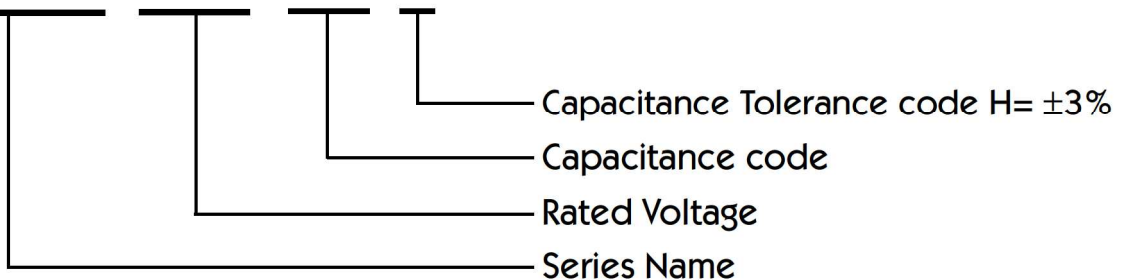 Capacitance Tolerance code H= ±3%
Capacitance code
Rated Voltage
Series Name